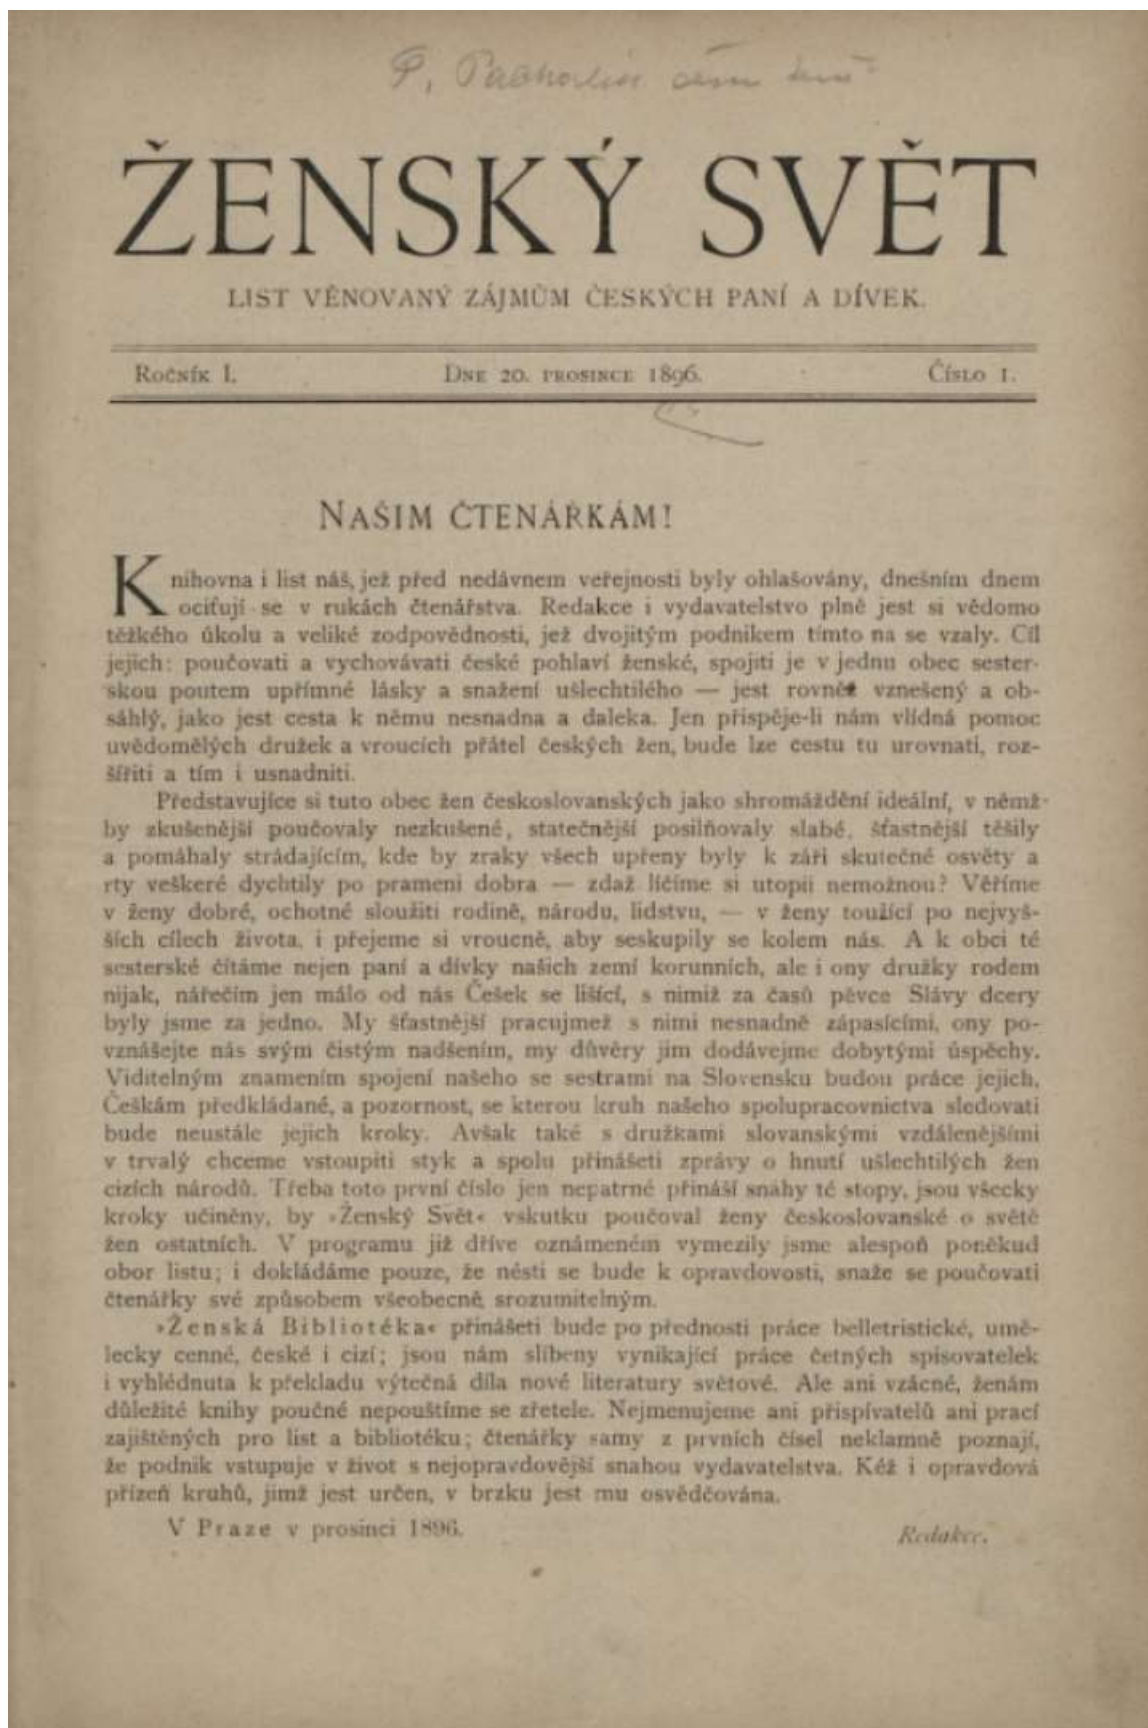 ŽENSKÝ SVĚT
LIST VĚNOVANÝ ZÁJMŮM ČESKÝCH PANÍ A DÍVEK.
Ročník I. Dne 20. prosince 1896. Číslo 1.
Našim čtenářkám!
Knihovna i list náš, jež před nedávnem veřejnosti byly ohlašovány, dnešním dnem
ociťují se v rukách čtenářstva. Redakce i vydavatelstvo plně jest si vědomo
těžkého úkolu a veliké zodpovědnosti, jež dvojitým podnikem tímto na se vzaly. Cíl
jejich: poučovati a vychovávati české pohlaví ženské, spojiti je v jednu obec sester-
skou poutem upřímné lásky a snažení ušlechtilého — jest rovněž vznešený a ob-
sáhlý, jako jest cesta k němu nesnadna a daleka. Jen přispěje-li nám vlídná pomoc
uvědomělých družek a vroucích přátel českých žen, bude lze cestu tu urovnati, roz-
šířiti a tím i usnadniti.
Představujíce si tuto obec žen československých jako shromáždění ideální, v němž-
by zkušenější poučovaly nezkušené, statečnější posilňovaly slabé, šťastnější těšily
a pomáhaly strádajícím, kde by zraky všech upřeny byly k záři skutečné osvěty a
rty veškeré dychtily po prameni dobra — zdaž líčíme si utopii nemožnou? Věříme
v ženy dobré, ochotné sloužiti rodině, národu, lidstvu, — v ženy toužící po nejvyš-
ších cílech života, i přejeme si vroucně, aby seskupily se kolem nás. A k obci té
sesterské čítáme nejen paní a dívky našich zemí korunních, ale i ony družky rodem
nijak, nářečím jen málo od nás Češek se lišící, s nimiž za časů pěvce Slávy dcery
byly jsme za jedno. My šťastnější pracujmež s nimi nesnadně zápasícími, ony po-
vznášejte nás svým čistým nadšením, my důvěry jim dodávejme dobytými úspěchy.
Viditelným znamením spojení našeho se sestrami na Slovensku budou práce jejich,
Češkám předkládané, a pozornost, se kterou kruh našeho spolupracovnictva sledovati
bude neustále jejich kroky. Avšak také s družkami slovanskými vzdálenějšími
v trvalý chceme vstoupiti styk a spolu přinášeti zprávy o hnutí ušlechtilých žen
cizích národů. Třeba toto první číslo jen nepatrné přináší snahy té stopy, jsou všecky
kroky učiněny, by »Ženský Svět« vskutku poučoval ženy československé o světě
žen ostatních. V programu již dříve oznámeném vymezily jsme alespoň poněkud
obor listu; i dokládáme pouze, že nésti se bude k opravdovosti, snaže se poučovati
čtenářky své způsobem všeobecně srozumitelným.
»Ženská Bibliotéka« přinášeti bude po přednosti práce belletristické, umě-
lecky cenné, české i cizí; jsou nám slíbeny vynikající práce četných spisovatelek
i vyhlédnuta k překladu výtečná díla nové literatury světové. Ale ani vzácné, ženám
důležité knihy poučné nepouštíme se zřetele. Nejmenujeme ani přispívatelů ani prací
zajištěných pro list a bibliotéku; čtenářky samy z prvních čísel neklamně poznají,
že podnik vstupuje v život s nejopravdovější snahou vydavatelstva. Kéž i opravdová
přízeň kruhů, jimž jest určen, v brzku jest mu osvědčována.
V Praze v prosinci 1896. Redakce.